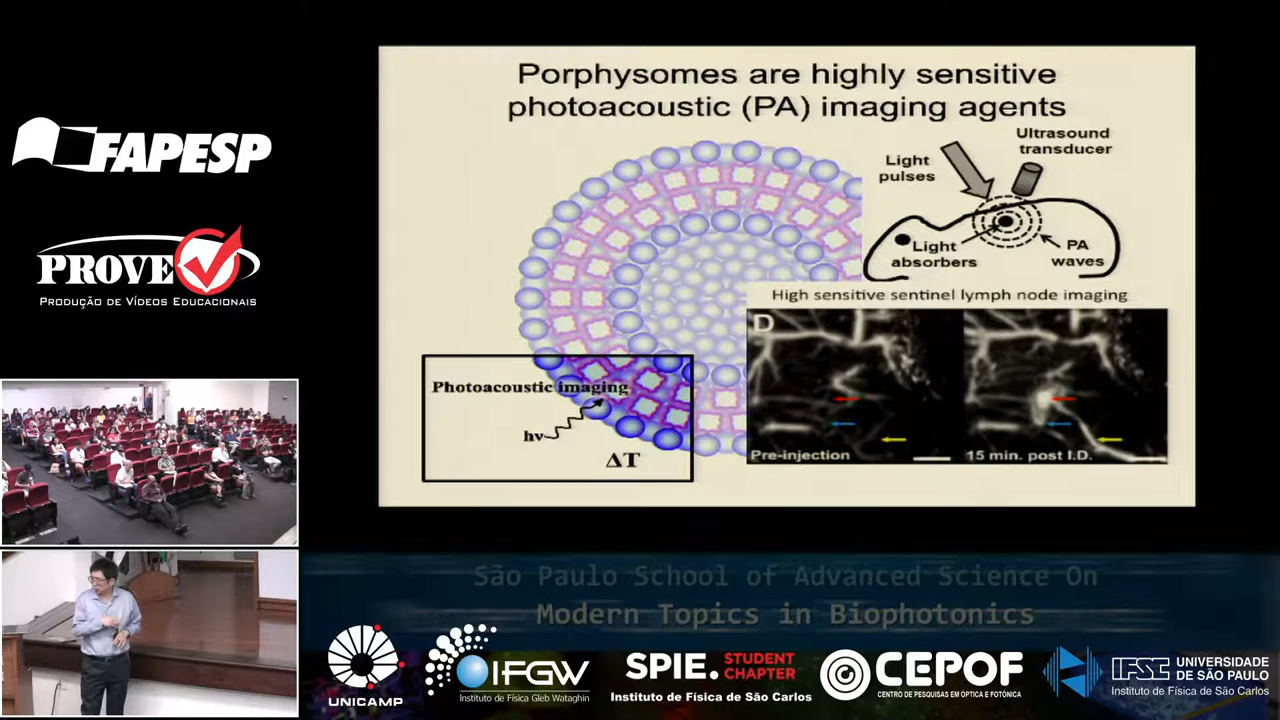 FAPESP
PROVE
PRODUÇÃO DE VÍDEOS EDUCACIONAIS
Porphysomes are highly sensitive
photoacoustic (PA) imaging agents
Light
pulses
Ultrasound
transducer
Light
absorbers
PA
waves
High sensitive sentinel lymph node imaging
D
Pre-injection
15 min. post I.D.
Photoacoustic imaging
hν
ΔT
São Paulo School of Advanced Science On
Modern Topics in Biophotonics
UNICAMP
IFGW
Instituto de Física Gleb Wataghin
SPIE. STUDENT
CHAPTER
Instituto de Física de São Carlos
CEPOF
CENTRO DE PESQUISAS EM ÓPTICA E FOTÔNICA
IFSC
UNIVERSIDADE
DE SÃO PAULO
Instituto de Física de São Carlos